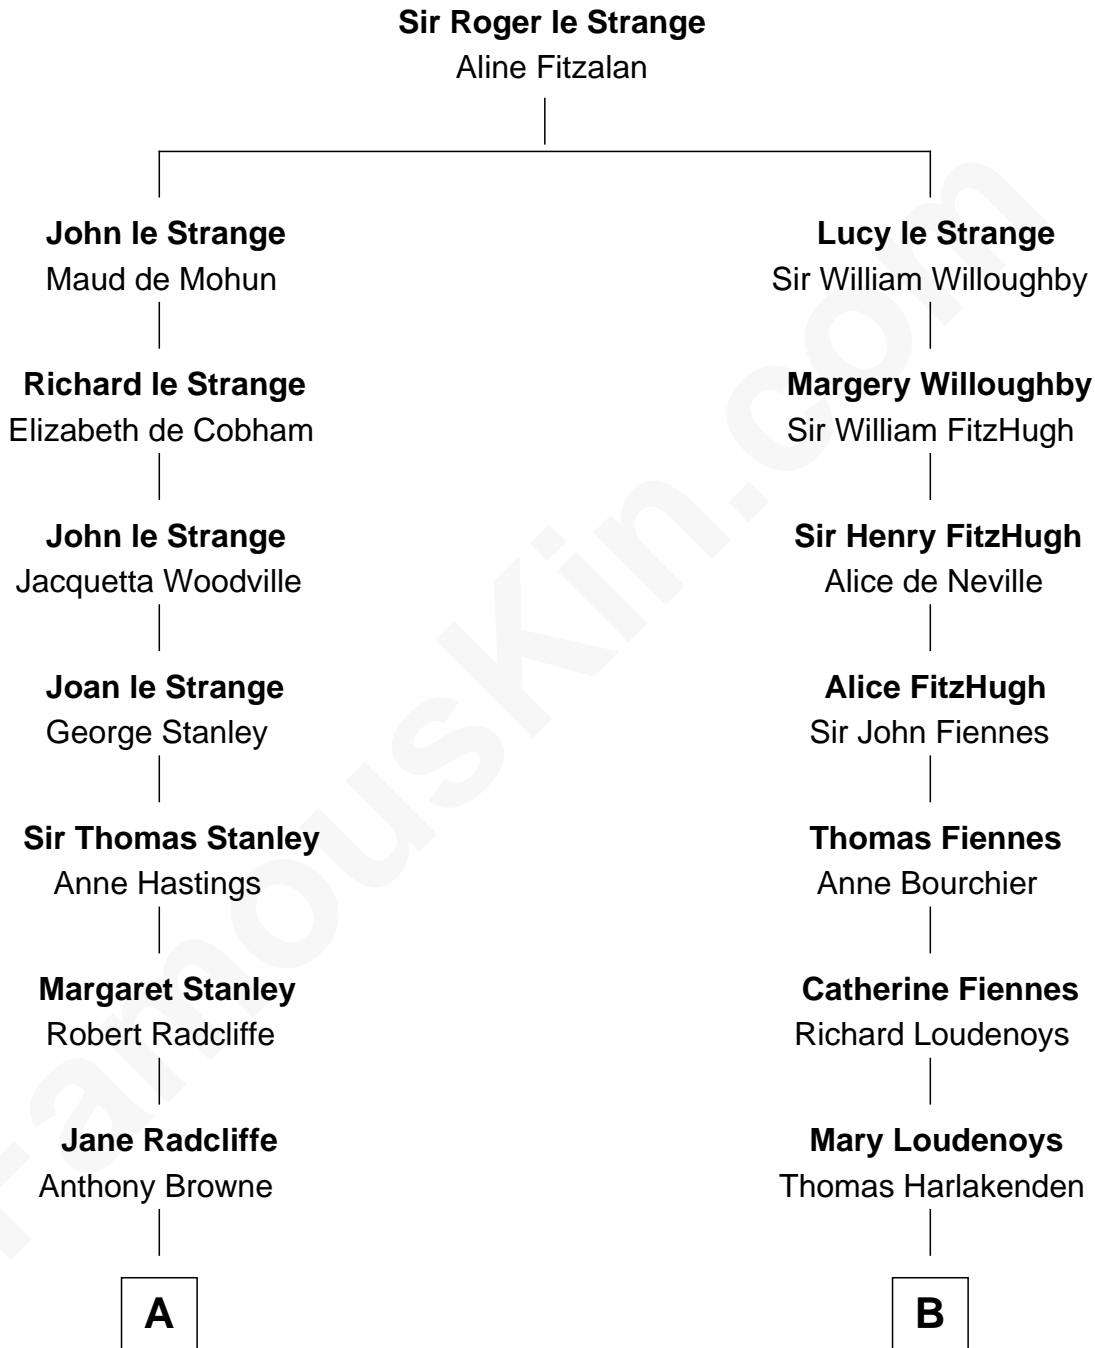 Sir Roger le Strange
Aline Fitzalan
John le Strange
Maud de Mohun
Richard le Strange
Elizabeth de Cobham
John le Strange
Jacquetta Woodville
Joan le Strange
George Stanley
Sir Thomas Stanley
Anne Hastings
Margaret Stanley
Robert Radcliffe
Jane Radcliffe
Anthony Browne
A
Lucy le Strange
Sir William Willoughby
Margery Willoughby
Sir William FitzHugh
Sir Henry FitzHugh
Alice de Neville
Alice FitzHugh
Sir John Fiennes
Thomas Fiennes
Anne Bourchier
Catherine Fiennes
Richard Loudenoys
Mary Loudenoys
Thomas Harlakenden
B
FamousKin.com